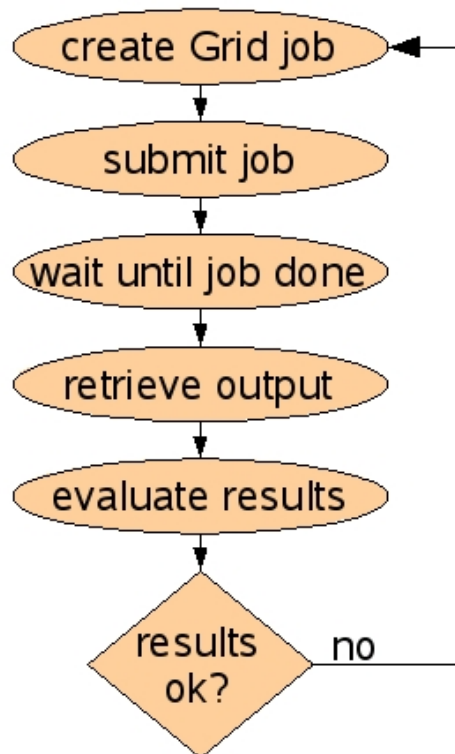 create Grid job
submit job
wait until job done
retrieve output
evaluate results
results
ok?
no